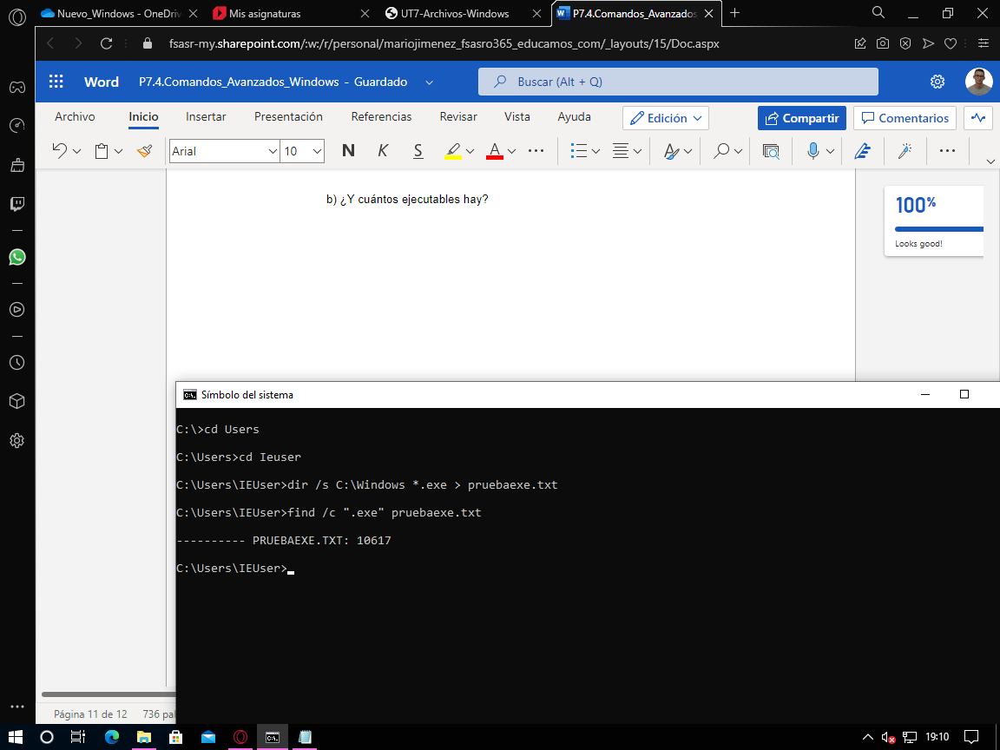 Nuevo_Windows - OneDriv
Mis asignaturas
UT7-Archivos-Windows
P7.4.Comandos_Avanzados
fsasr-my.sharepoint.com/:w:/r/personal/mariojimenez_fsasro365_educamos_com/_layouts/15/Doc.aspx
Word
P7.4.Comandos_Avanzados_Windows - Guardado
Buscar (Alt + Q)
Archivo
Inicio
Insertar
Presentación
Referencias
Revisar
Vista
Ayuda
Edición
Compartir
Comentarios
Arial
10
N
K
S
A
b) ¿Y cuántos ejecutables hay?
100%
Looks good!
Símbolo del sistema
C:\>cd Users
C:\Users>cd Ieuser
C:\Users\IEUser>dir /s C:\Windows *.exe > pruebaexe.txt
C:\Users\IEUser>find /c ".exe" pruebaexe.txt
---------- PRUEBAEXE.TXT: 10617
C:\Users\IEUser>
Página 11 de 12
736 pal
19:10